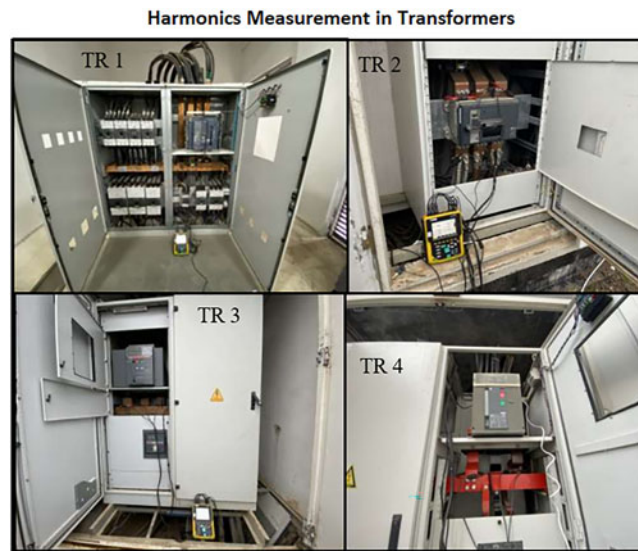 Harmonics Measurement in Transformers
TR 1
TR 2
TR 3
TR 4